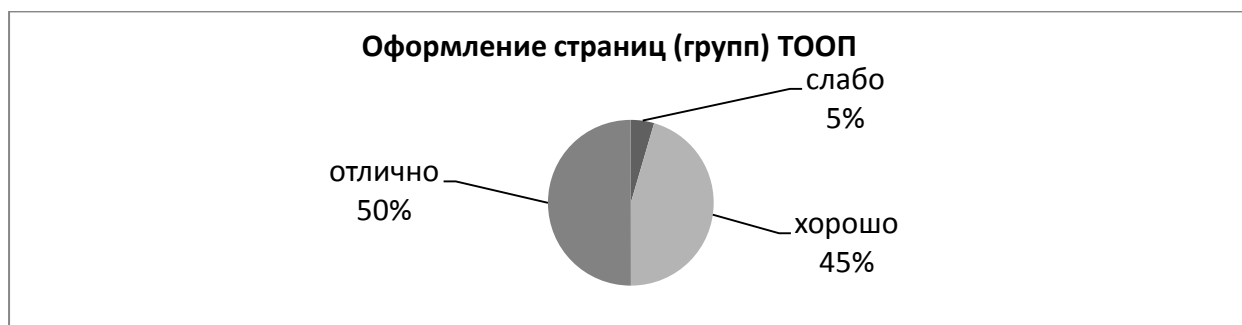 Оформление страниц (групп) ТООП
слабо
5%
отлично
50%
хорошо
45%